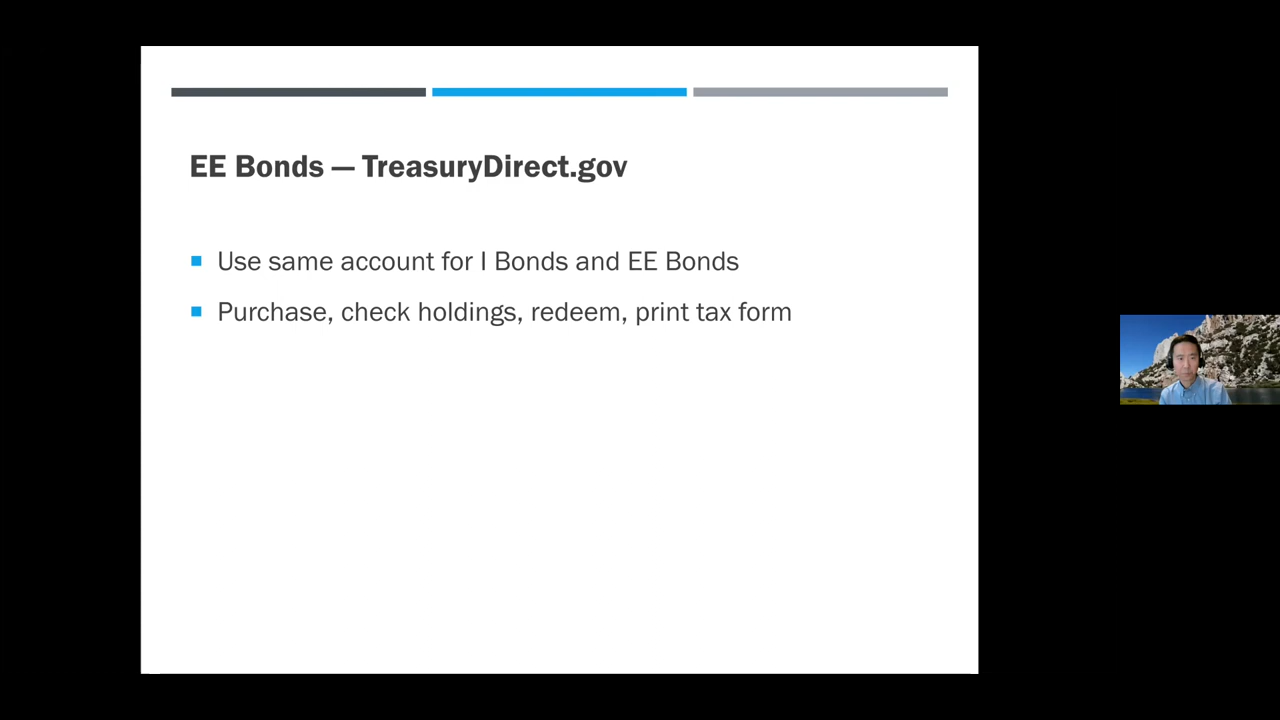 EE Bonds — TreasuryDirect.gov
Use same account for I Bonds and EE Bonds
Purchase, check holdings, redeem, print tax form